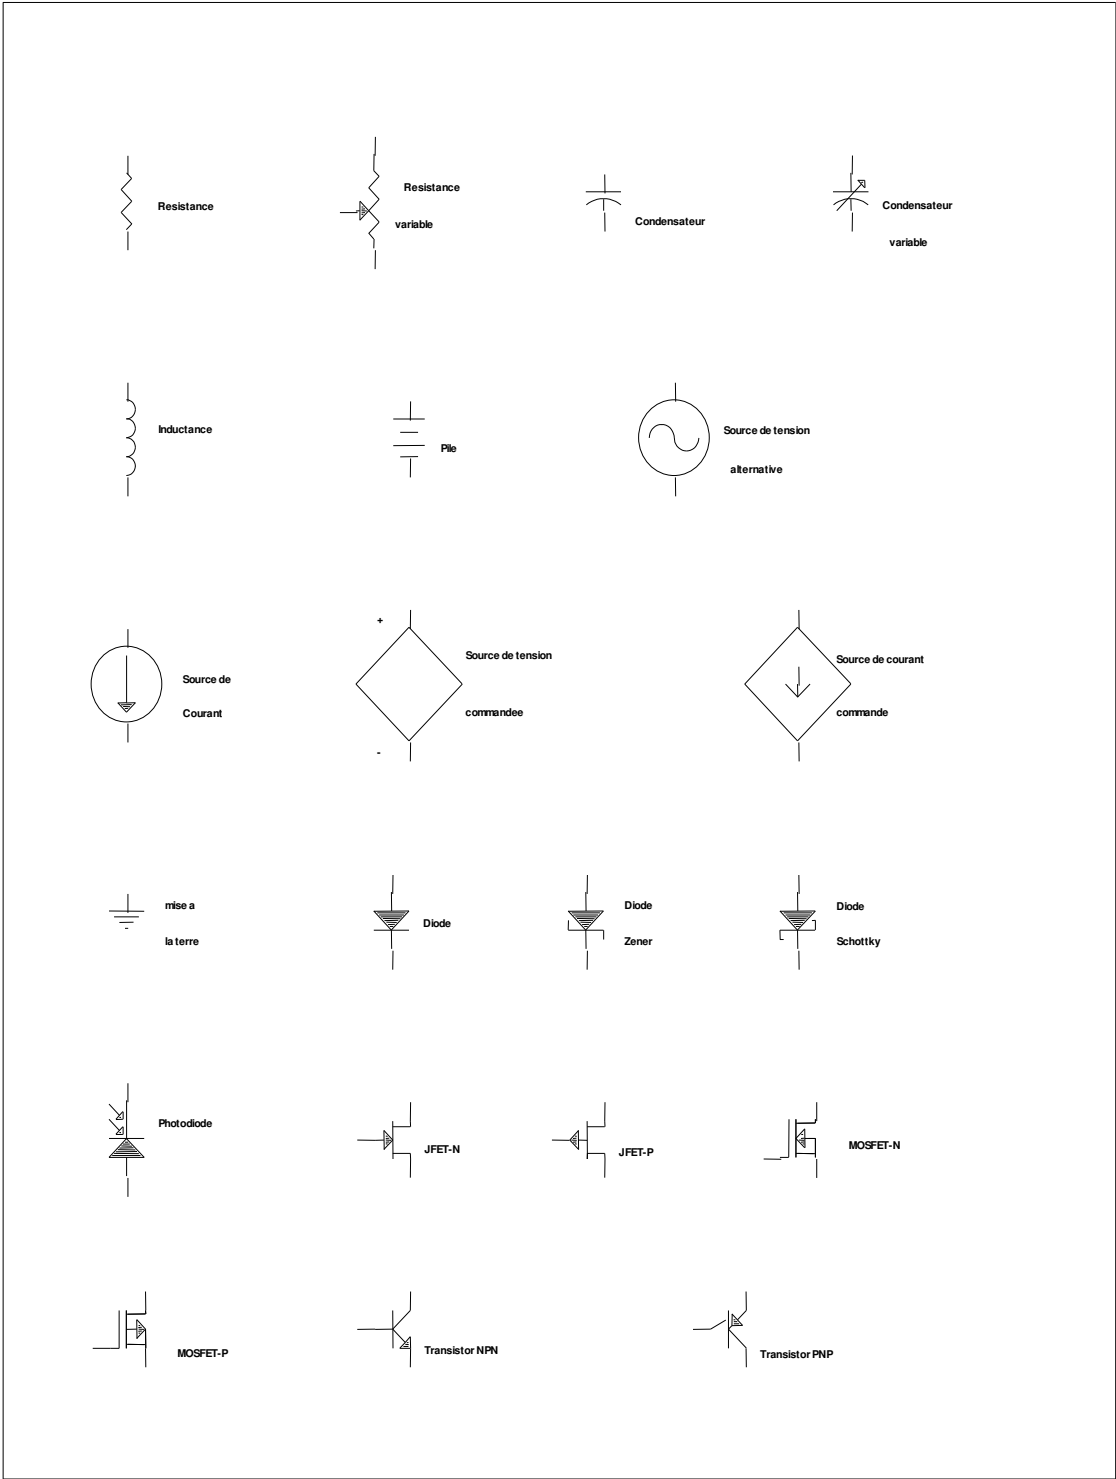 Resistance
Resistance
variable
Condensateur
Condensateur
variable
Inductance
Pile
Source de tension
alternative
Source de
Courant
+
Source de tension
commandee
-
Source de courant
commande
mise a
la terre
Diode
Diode
Zener
Diode
Schottky
Photodiode
JFET-N
JFET-P
MOSFET-N
MOSFET-P
Transistor NPN
Transistor PNP